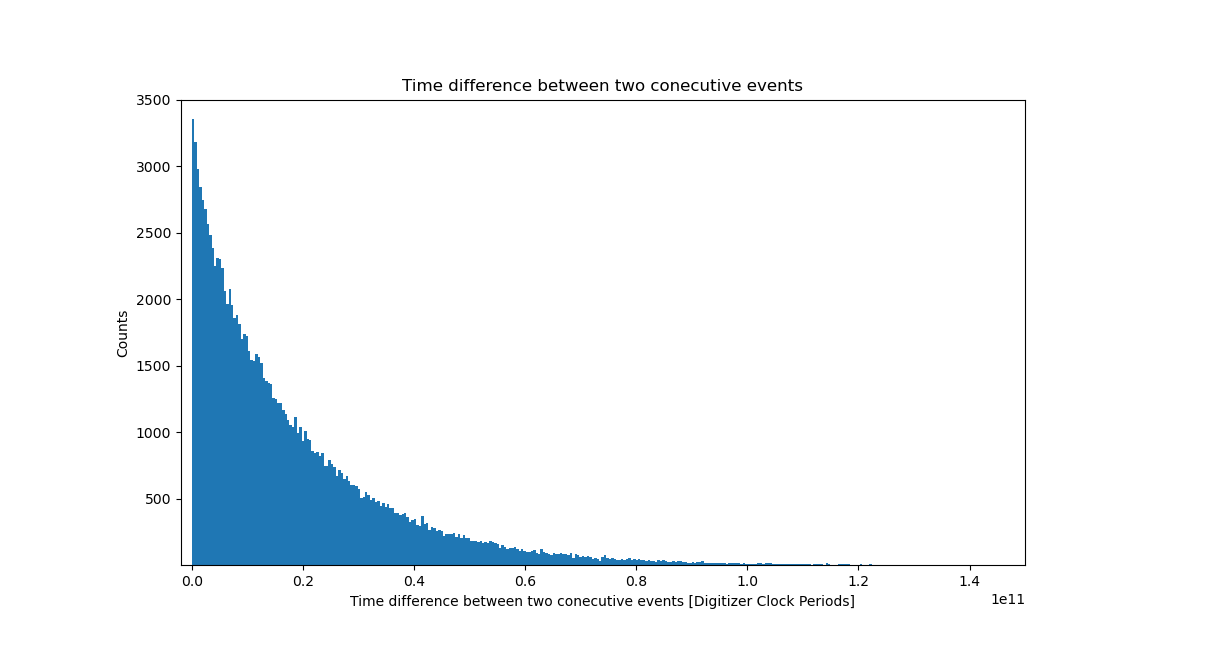 Time difference between two conecutive events
3500
3000
2500
2000
1500
1000
500
Counts
0.0 0.2 0.4 0.6 0.8 1.0 1.2 1.4
1e11
Time difference between two conecutive events [Digitizer Clock Periods]